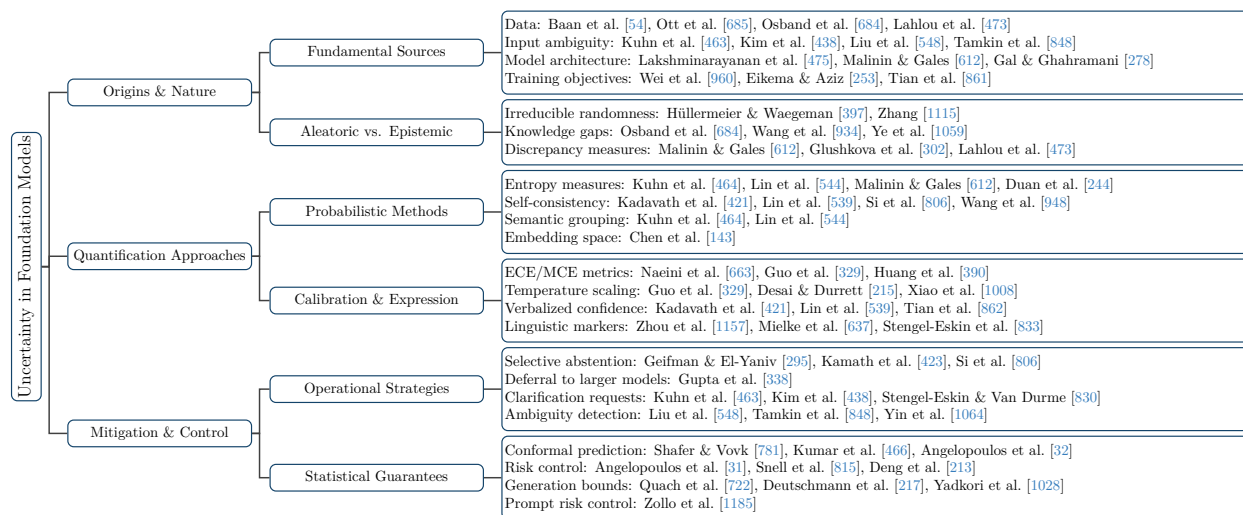 Uncertainty in Foundation Models
Origins & Nature
Fundamental Sources
Data: Baan et al. [54], Ott et al. [685], Osband et al. [684], Lahlou et al. [473]
Input ambiguity: Kuhn et al. [463], Kim et al. [438], Liu et al. [548], Tamkin et al. [848]
Model architecture: Lakshminarayanan et al. [475], Malinin & Gales [612], Gal & Ghahramani [278]
Training objectives: Wei et al. [960], Eikema & Aziz [253], Tian et al. [861]
Aleatoric vs. Epistemic
Irreducible randomness: Hüllermeier & Waegeman [397], Zhang [1115]
Knowledge gaps: Osband et al. [684], Wang et al. [934], Ye et al. [1059]
Discrepancy measures: Malinin & Gales [612], Glushkova et al. [302], Lahlou et al. [473]
Quantification Approaches
Probabilistic Methods
Entropy measures: Kuhn et al. [464], Lin et al. [544], Malinin & Gales [612], Duan et al. [244]
Self-consistency: Kadavath et al. [421], Lin et al. [539], Si et al. [806], Wang et al. [948]
Semantic grouping: Kuhn et al. [464], Lin et al. [544]
Embedding space: Chen et al. [143]
Calibration & Expression
ECE/MCE metrics: Naeini et al. [663], Guo et al. [329], Huang et al. [390]
Temperature scaling: Guo et al. [329], Desai & Durrett [215], Xiao et al. [1008]
Verbalized confidence: Kadavath et al. [421], Lin et al. [539], Tian et al. [862]
Linguistic markers: Zhou et al. [1157], Mielke et al. [637], Stengel-Eskin et al. [833]
Mitigation & Control
Operational Strategies
Selective abstention: Geifman & El-Yaniv [295], Kamath et al. [423], Si et al. [806]
Deferral to larger models: Gupta et al. [338]
Clarification requests: Kuhn et al. [463], Kim et al. [438], Stengel-Eskin & Van Durme [830]
Ambiguity detection: Liu et al. [548], Tamkin et al. [848], Yin et al. [1064]
Statistical Guarantees
Conformal prediction: Shafer & Vovk [781], Kumar et al. [466], Angelopoulos et al. [32]
Risk control: Angelopoulos et al. [31], Snell et al. [815], Deng et al. [213]
Generation bounds: Quach et al. [722], Deutschmann et al. [217], Yadkori et al. [1028]
Prompt risk control: Zollo et al. [1185]